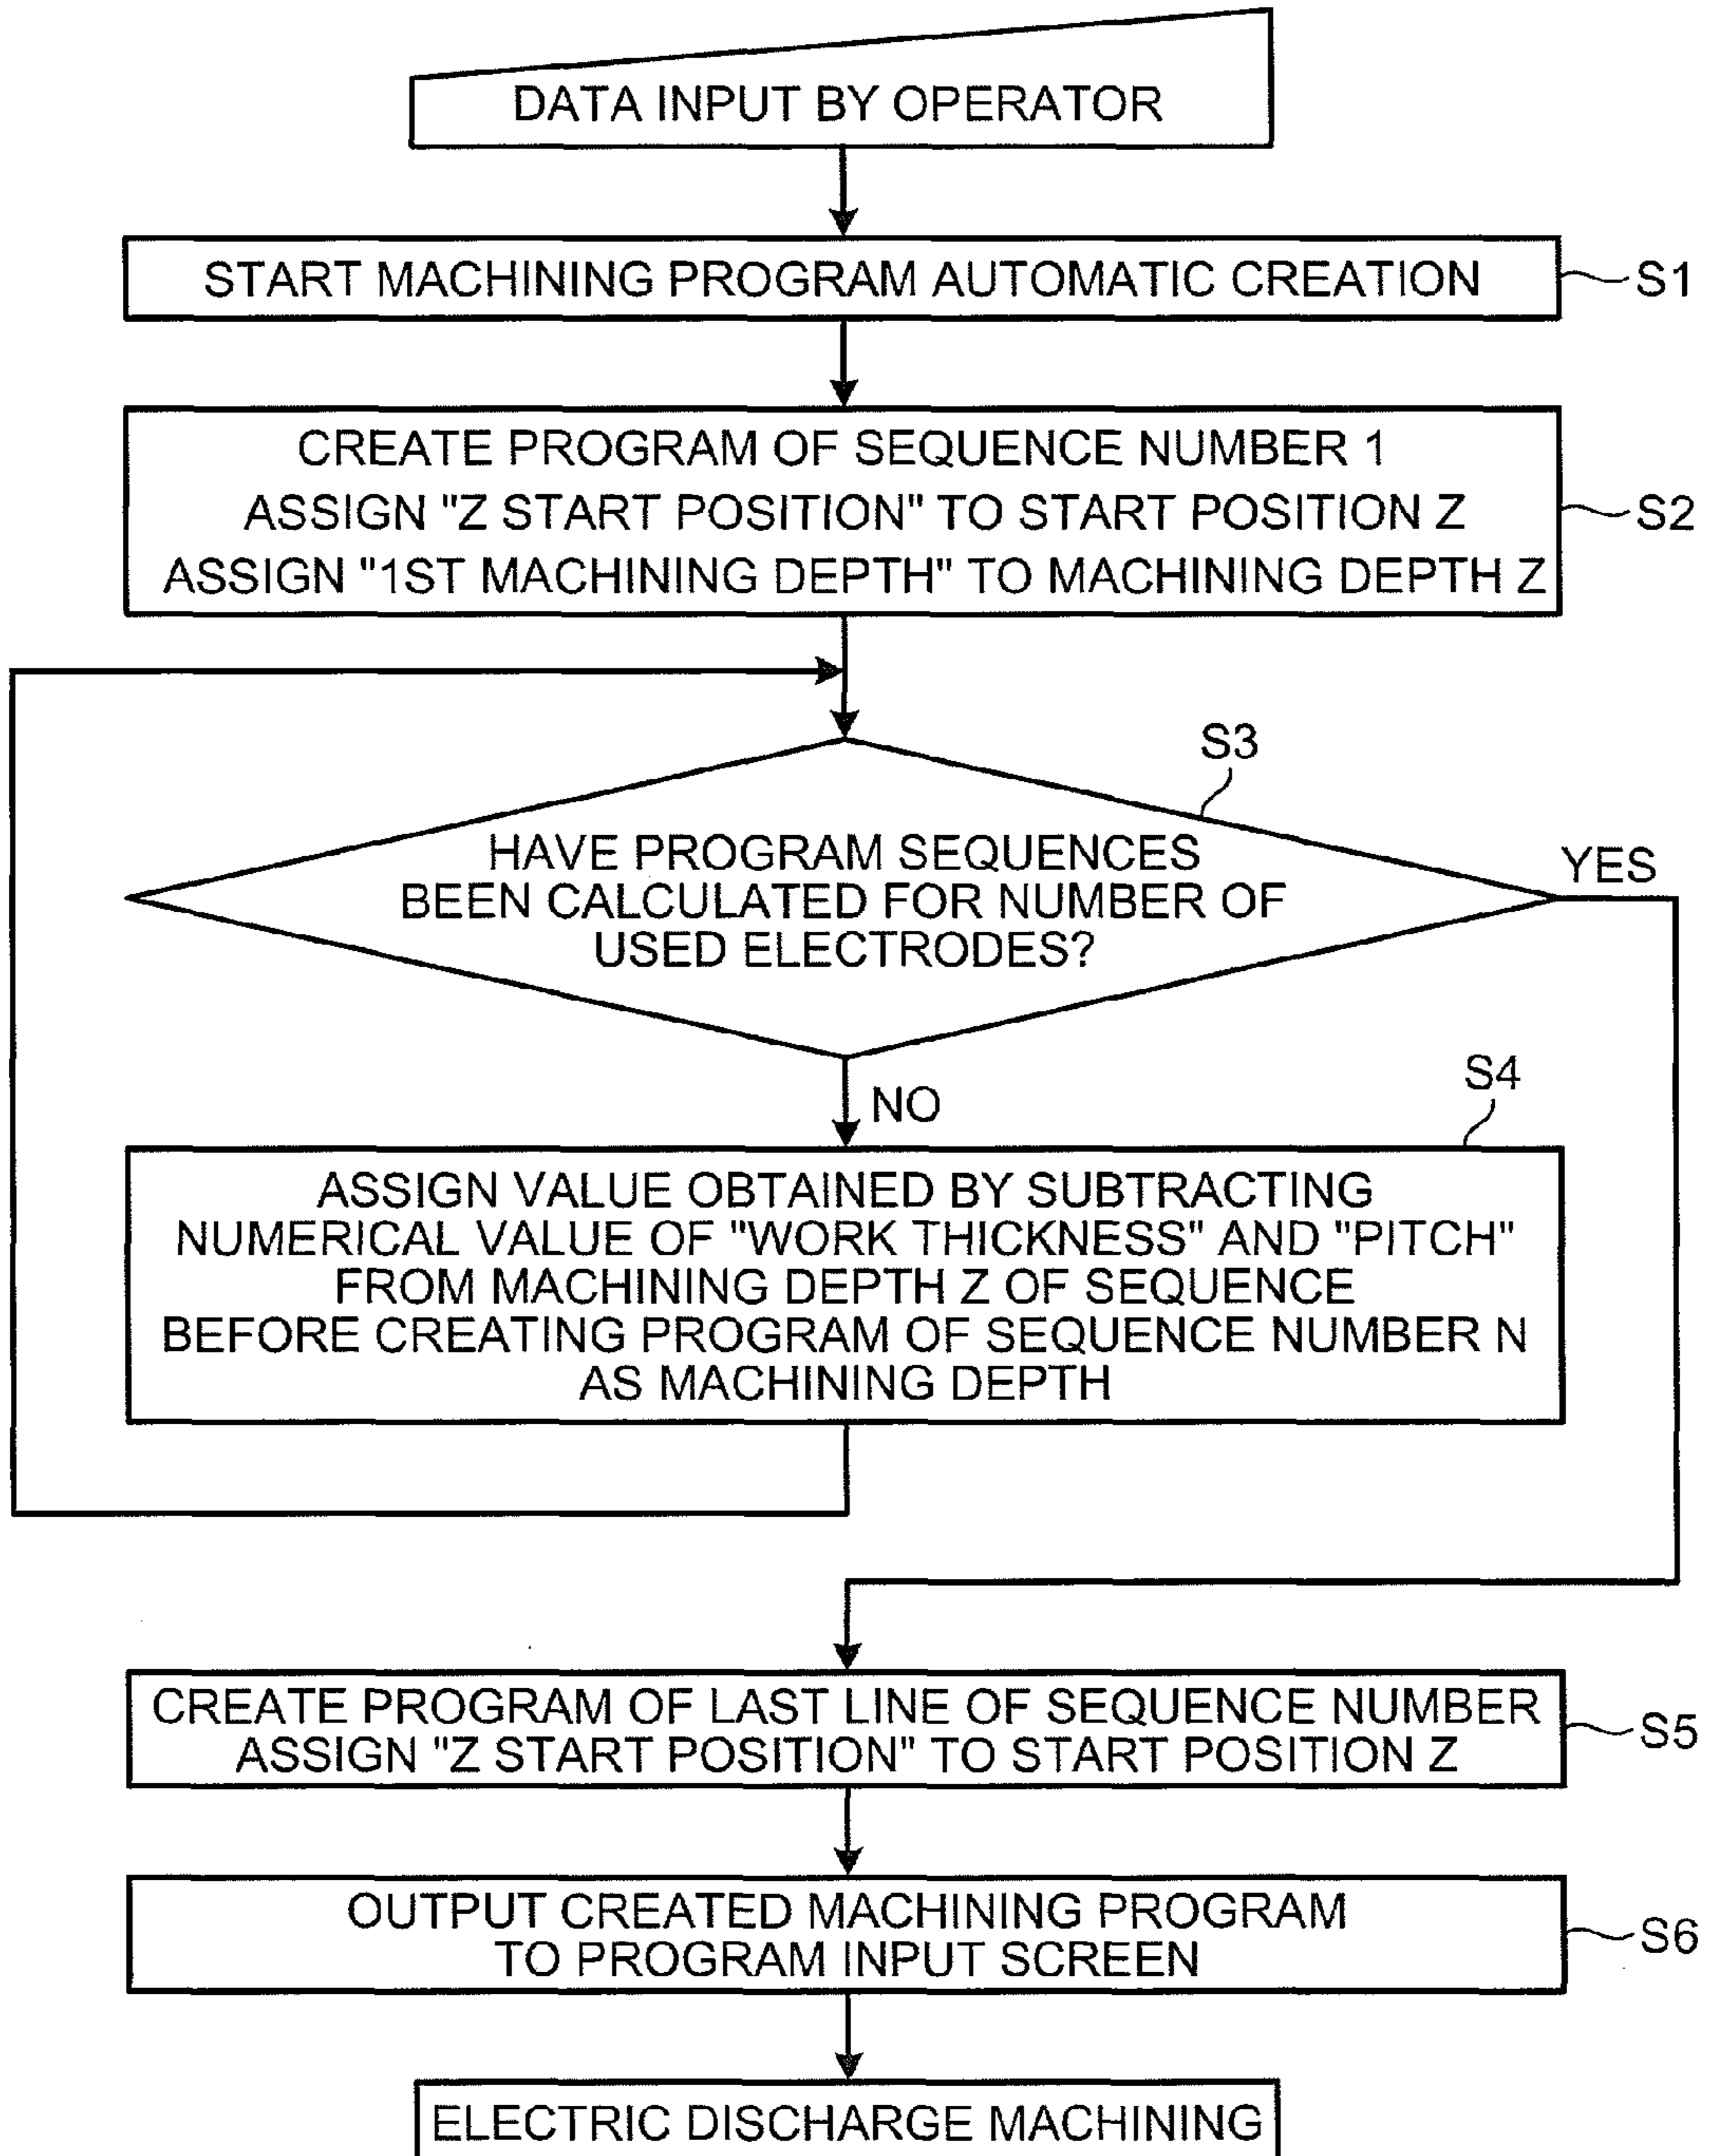 DATA INPUT BY OPERATOR
START MACHINING PROGRAM AUTOMATIC CREATION
S1
CREATE PROGRAM OF SEQUENCE NUMBER 1
ASSIGN "Z START POSITION" TO START POSITION Z
ASSIGN "1ST MACHINING DEPTH" TO MACHINING DEPTH Z
S2
S3
HAVE PROGRAM SEQUENCES
BEEN CALCULATED FOR NUMBER OF
USED ELECTRODES?
YES
NO
S4
ASSIGN VALUE OBTAINED BY SUBTRACTING
NUMERICAL VALUE OF "WORK THICKNESS" AND "PITCH"
FROM MACHINING DEPTH Z OF SEQUENCE
BEFORE CREATING PROGRAM OF SEQUENCE NUMBER N
AS MACHINING DEPTH
CREATE PROGRAM OF LAST LINE OF SEQUENCE NUMBER
ASSIGN "Z START POSITION" TO START POSITION Z
S5
OUTPUT CREATED MACHINING PROGRAM
TO PROGRAM INPUT SCREEN
S6
ELECTRIC DISCHARGE MACHINING